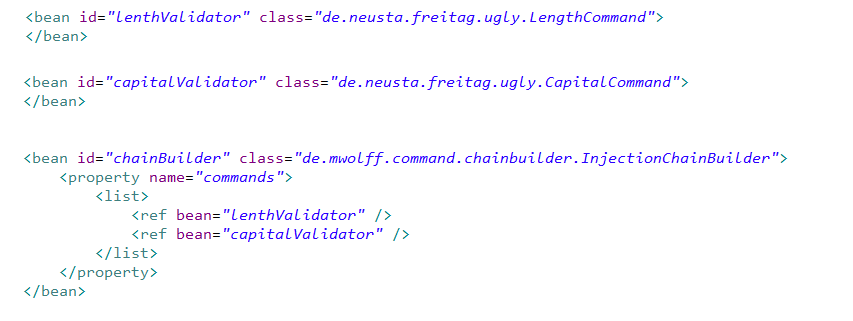 <bean id="lenthValidator" class="de.neusta.freitag.ugly.LengthCommand">
</bean>
<bean id="capitalValidator" class="de.neusta.freitag.ugly.CapitalCommand">
</bean>
<bean id="chainBuilder" class="de.mwolff.command.chainbuilder.InjectionChainBuilder">
<property name="commands">
<list>
<ref bean="lenthValidator" />
<ref bean="capitalValidator" />
</list>
</property>
</bean>